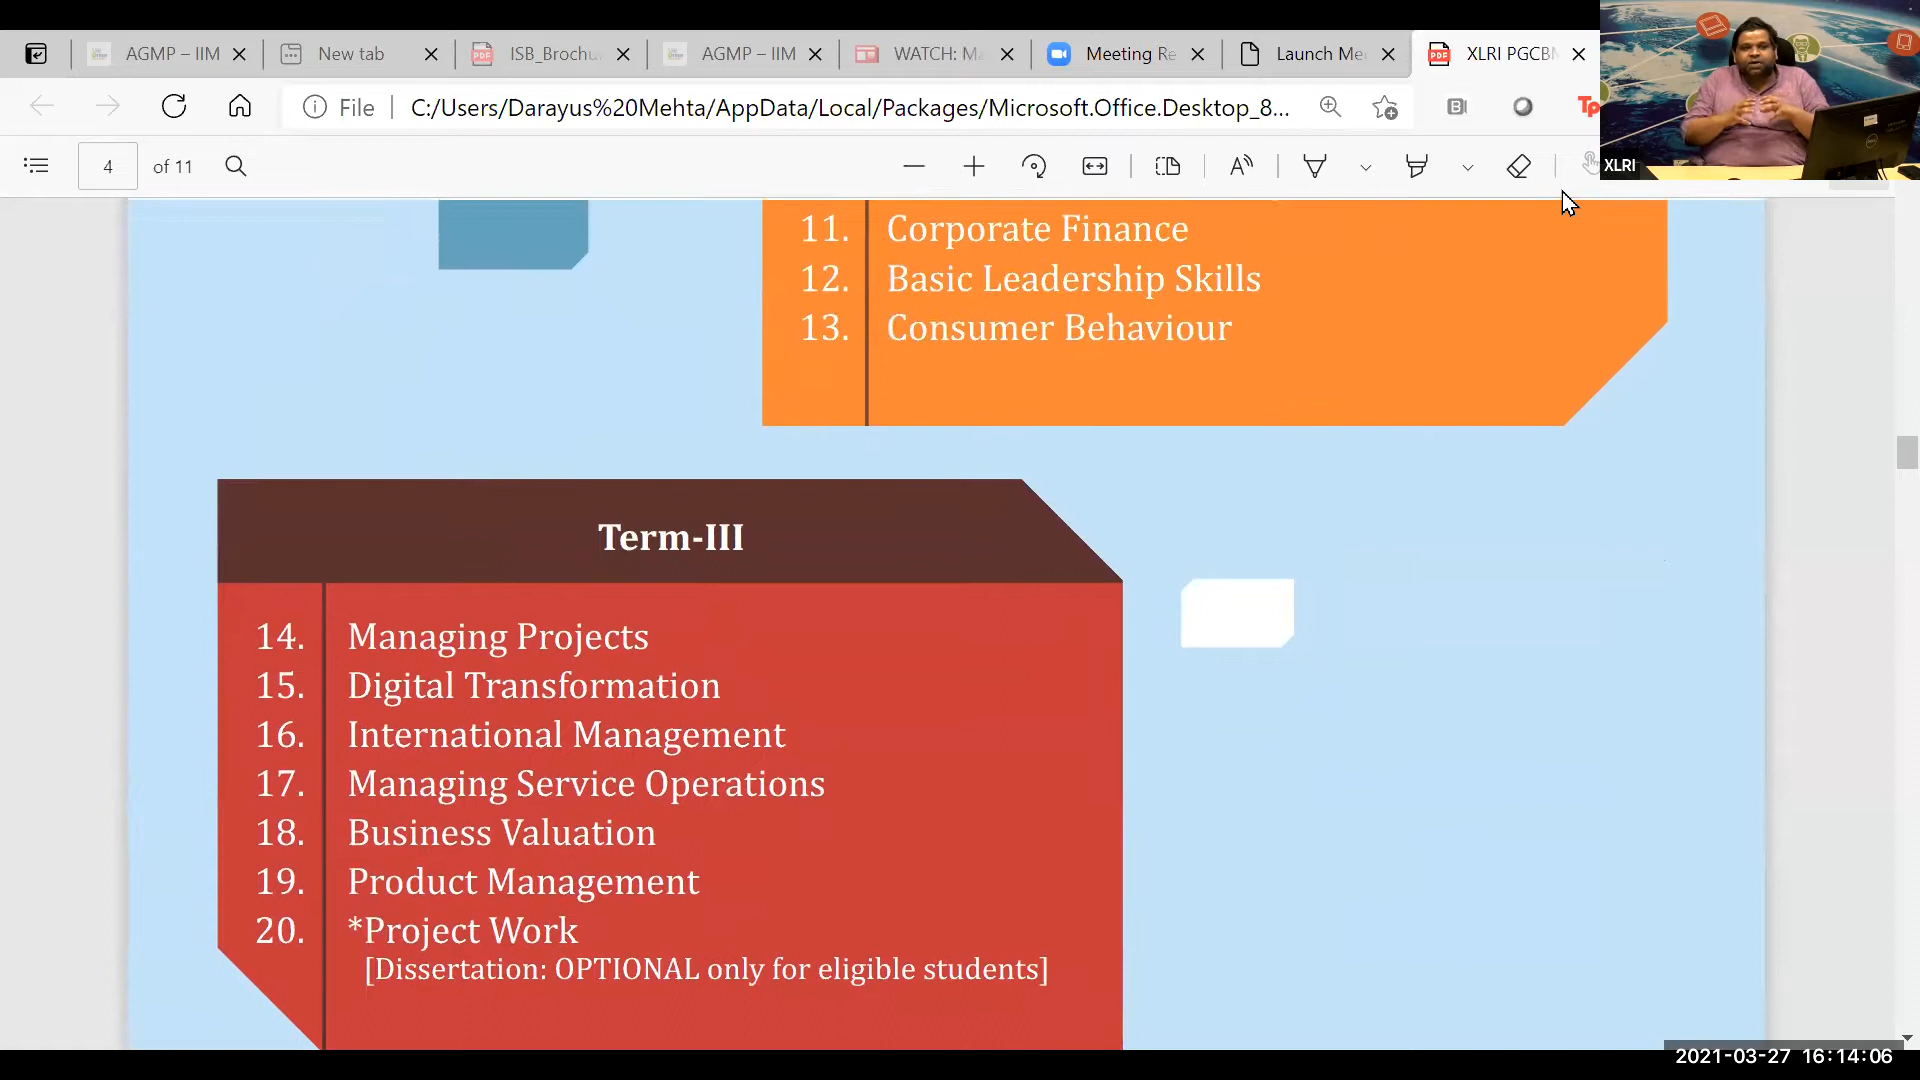 AGMP – IIM
New tab
ISB_Brochu
AGMP – IIM
WATCH: Ma
Meeting Re
Launch Me
XLRI PGCBM
File
C:/Users/Darayus%20Mehta/AppData/Local/Packages/Microsoft.Office.Desktop_8...
4 of 11
XLRI
11. Corporate Finance
12. Basic Leadership Skills
13. Consumer Behaviour
Term-III
14. Managing Projects
15. Digital Transformation
16. International Management
17. Managing Service Operations
18. Business Valuation
19. Product Management
20. *Project Work
[Dissertation: OPTIONAL only for eligible students]
2021-03-27 16:14:06